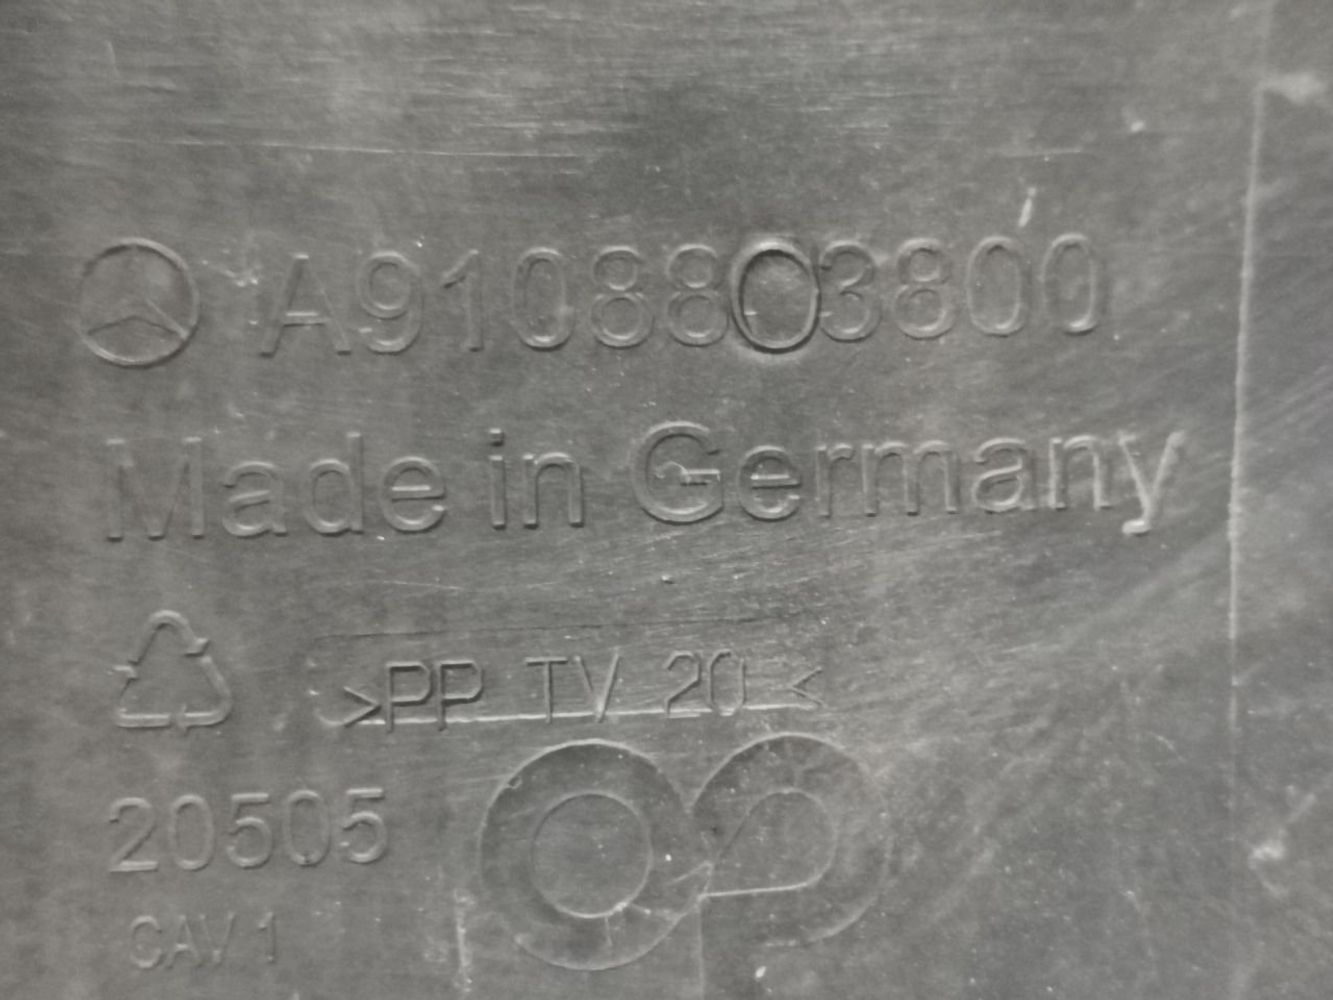 A9108803800
Made in Germany
>PP TV 20<
20505
CAV 1